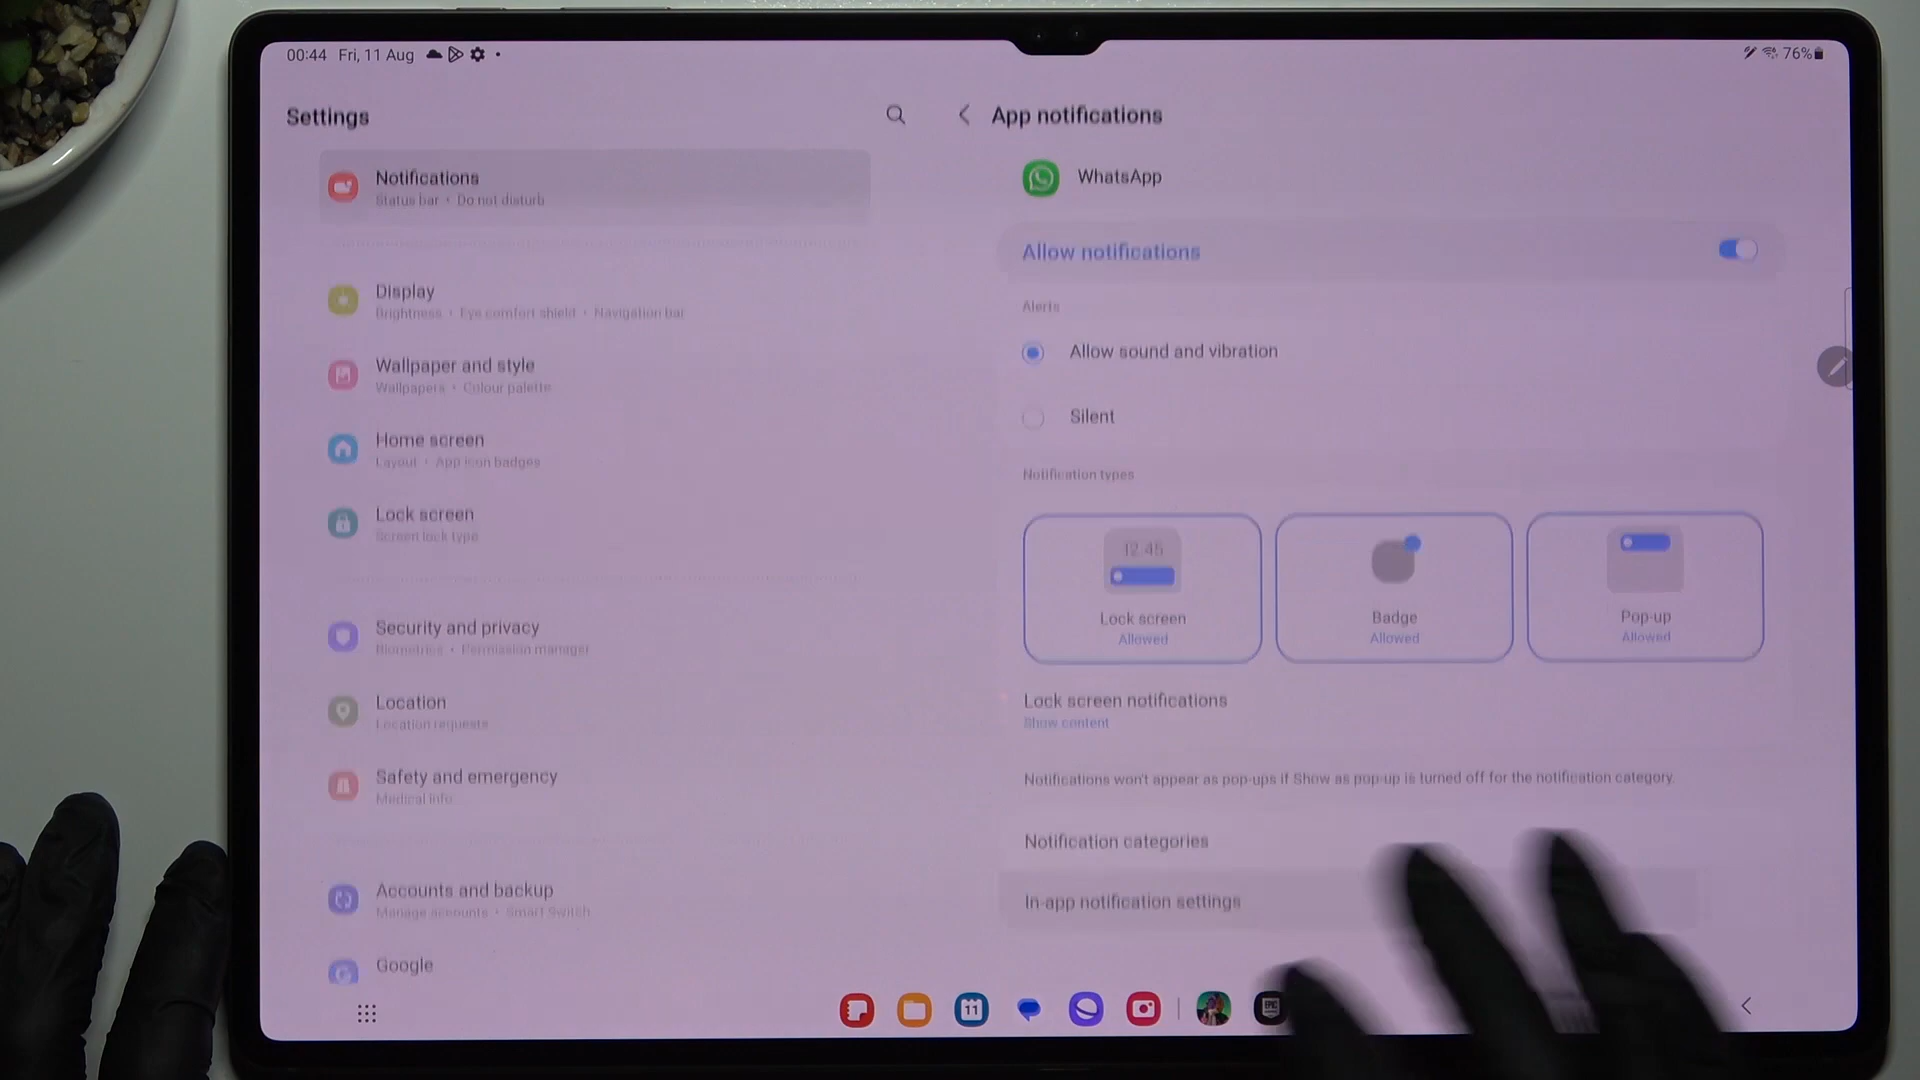 00:44 Fri, 11 Aug
76%
Settings
Notifications
Status bar • Do not disturb
Display
Brightness • Eye comfort shield • Navigation bar
Wallpaper and style
Wallpapers • Colour palette
Home screen
Layout • App icon badges
Lock screen
Screen lock type
Security and privacy
Biometrics • Permission manager
Location
Location requests
Safety and emergency
Medical info
Accounts and backup
Manage accounts • Smart Switch
Google
App notifications
WhatsApp
Allow notifications
Alerts
Allow sound and vibration
Silent
Notification types
12 45
Lock screen
Allowed
Badge
Allowed
Pop-up
Allowed
Lock screen notifications
Show content
Notifications won't appear as pop-ups if Show as pop-up is turned off for the notification category.
Notification categories
In-app notification settings
11
EPIC